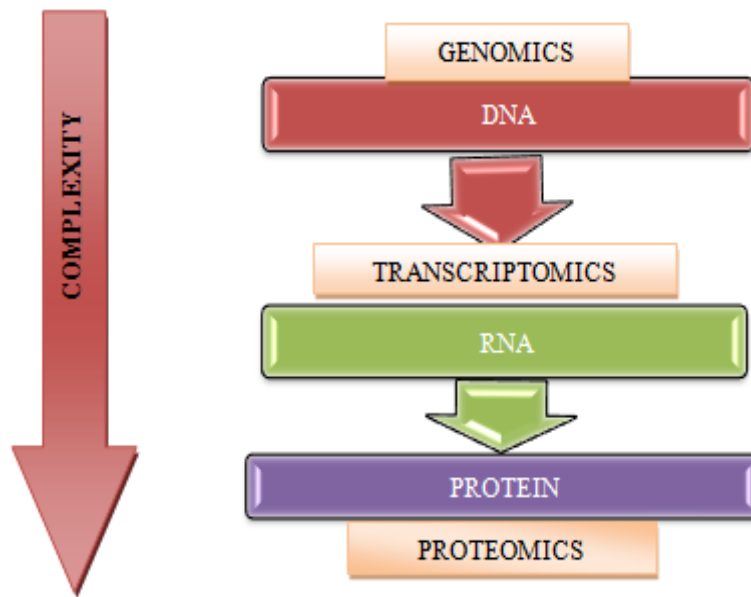 COMPLEXITY
GENOMICS
DNA
TRANSCRIPTOMICS
RNA
PROTEIN
PROTEOMICS